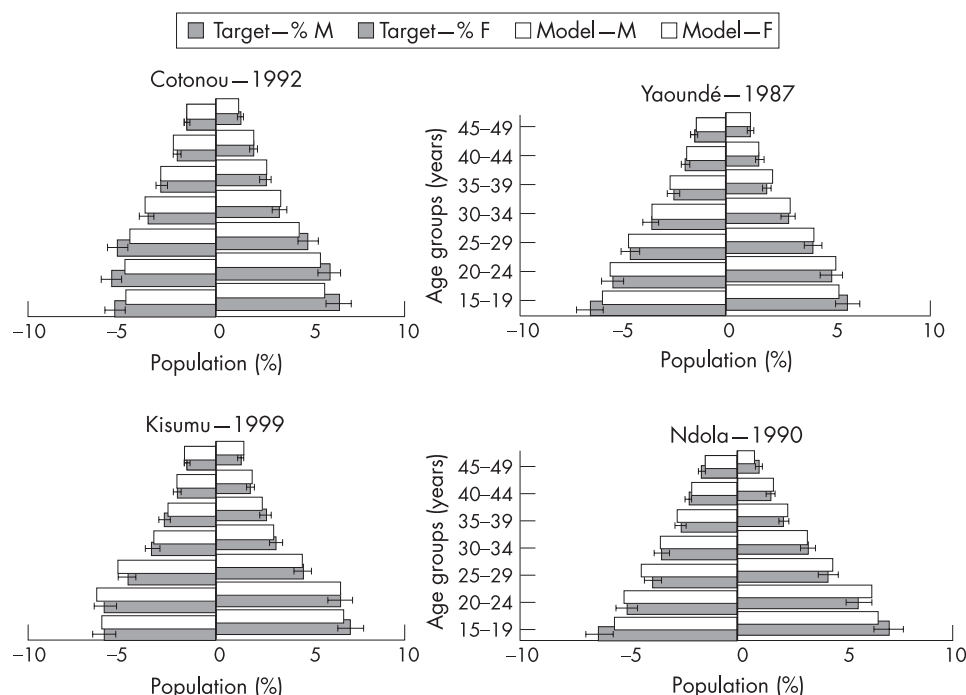 Target—% M Target—% F Model—M Model—F
Cotonou—1992
–10 –5 0 5 10
Population (%)
Yaoundé—1987
Age groups (years)
45–49
40–44
35–39
30–34
25–29
20–24
15–19
–10 –5 0 5 10
Population (%)
Kisumu—1999
–10 –5 0 5 10
Population (%)
Ndola—1990
Age groups (years)
45–49
40–44
35–39
30–34
25–29
20–24
15–19
–10 –5 0 5 10
Population (%)